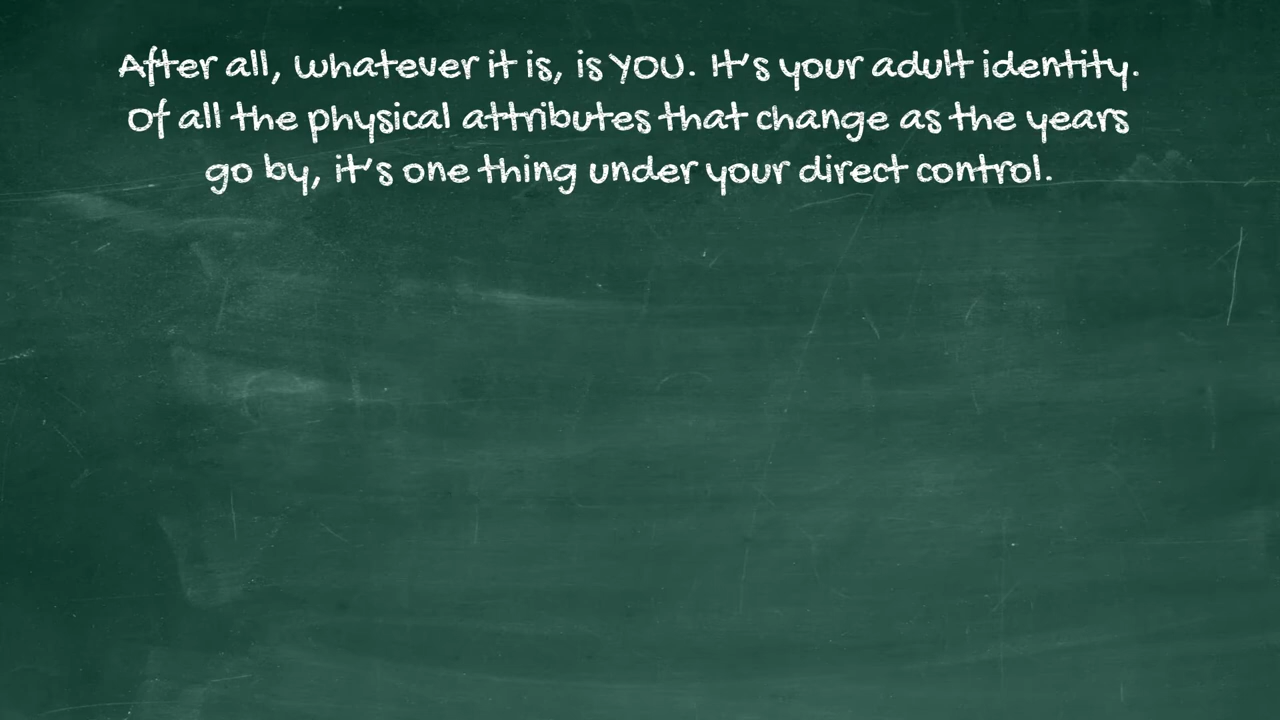 After all, whatever it is, is YOU. It's your adult identity.
Of all the physical attributes that change as the years
go by, it's one thing under your direct control.